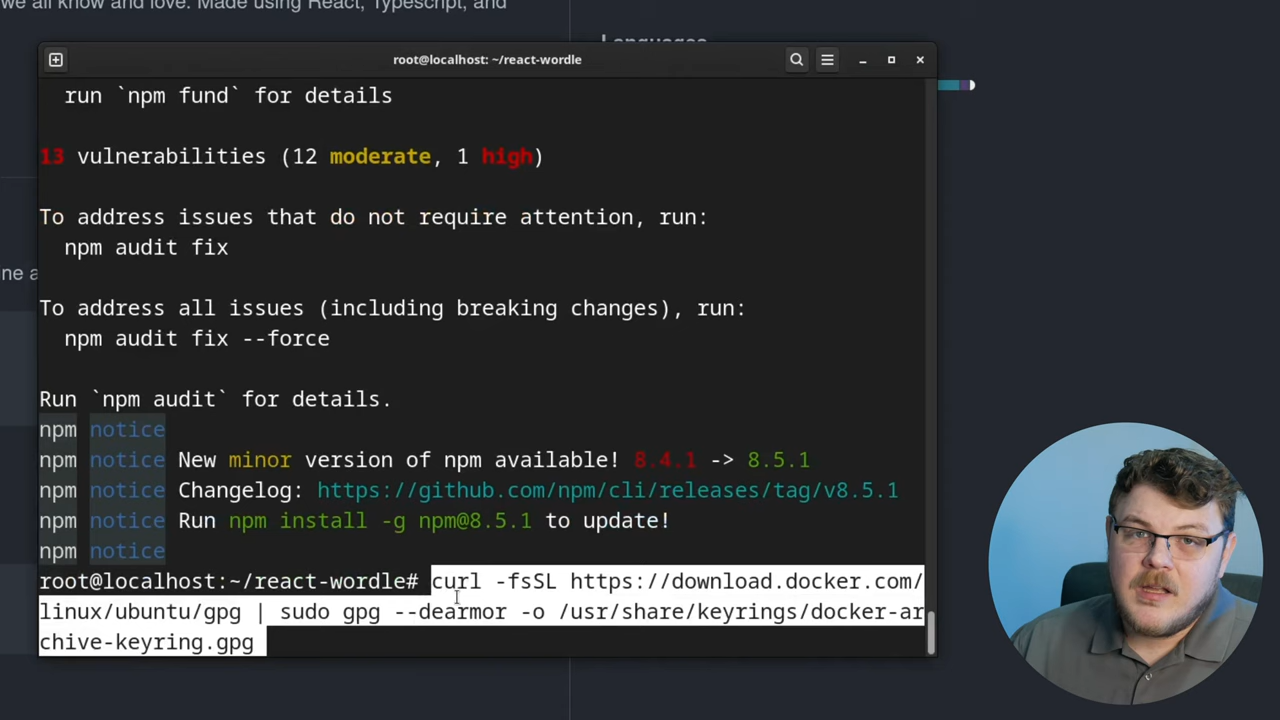 we all know and love. Made using React, Typescript, and
Languages
root@localhost: ~/react-wordle
run `npm fund` for details
13 vulnerabilities (12 moderate, 1 high)
To address issues that do not require attention, run:
npm audit fix
To address all issues (including breaking changes), run:
npm audit fix --force
Run `npm audit` for details.
npm notice
npm notice New minor version of npm available! 8.4.1 -> 8.5.1
npm notice Changelog: https://github.com/npm/cli/releases/tag/v8.5.1
npm notice Run npm install -g npm@8.5.1 to update!
npm notice
root@localhost:~/react-wordle# curl -fsSL https://download.docker.com/
linux/ubuntu/gpg | sudo gpg --dearmor -o /usr/share/keyrings/docker-ar
chive-keyring.gpg